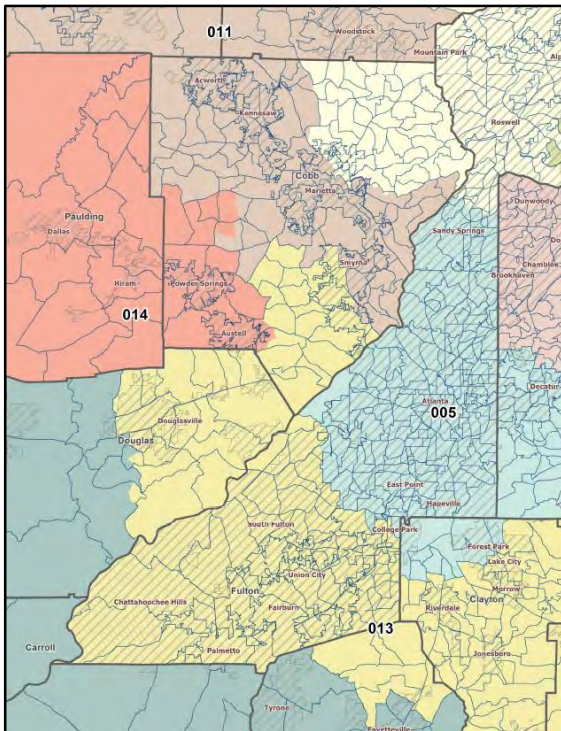 011
Woodstock
Mountain Park
Acworth
Roswell
Kennesaw
Cobb
Marietta
Dunwoody
Paulding
Dallas
Sandy Springs
Smyrna
Chamblee
Brookhaven
Hiram
Powder Springs
014
Austell
Atlanta
Decatur
005
Douglasville
Douglas
East Point
Hapeville
South Fulton
College Park
Forest Park
Lake City
Union City
Morrow
Chattahoochee Hills
Fulton
Clayton
Fairburn
Riverdale
013
Carroll
Palmetto
Jonesboro
Tyrone
Fayetteville